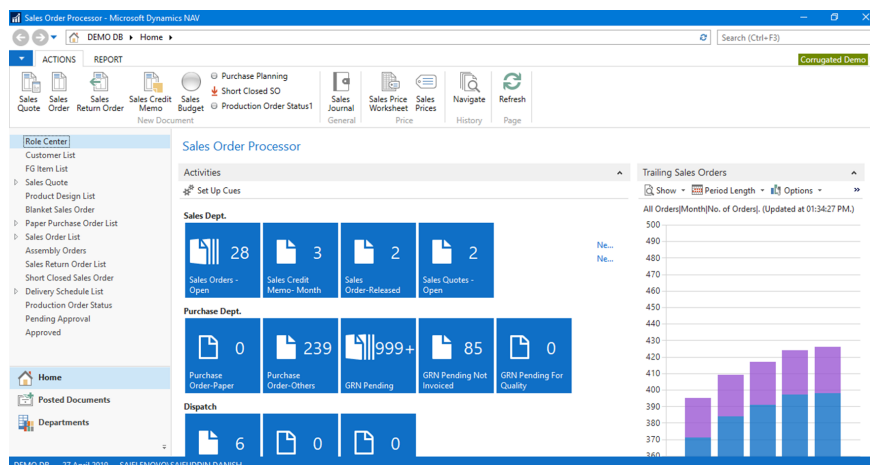 Sales Order Processor - Microsoft Dynamics NAV
DEMO DB
Home
Search (Ctrl+F3)
ACTIONS
REPORT
Corrugated Demo
Sales Quote
Sales Order
Sales Return Order
Sales Credit Memo
Sales Budget
Purchase Planning
Short Closed SO
Production Order Status1
Sales Journal
Sales Price Worksheet
Sales Prices
Navigate
Refresh
New Document
General
Price
History
Page
Role Center
Customer List
FG Item List
Sales Quote
Product Design List
Blanket Sales Order
Paper Purchase Order List
Sales Order List
Assembly Orders
Sales Return Order List
Short Closed Sales Order
Delivery Schedule List
Production Order Status
Pending Approval
Approved
Home
Posted Documents
Departments
Sales Order Processor
Activities
Set Up Cues
Sales Dept.
28
Sales Orders -
Open
3
Sales Credit
Memo- Month
2
Sales
Order-Released
2
Sales Quotes -
Open
Ne...
Ne...
Purchase Dept.
0
Purchase
Order-Paper
239
Purchase
Order-Others
999+
GRN Pending
85
GRN Pending Not
Invoiced
0
GRN Pending For
Quality
Dispatch
6
0
0
Trailing Sales Orders
Show
Period Length
Options
All Orders|Month|No. of Orders|. (Updated at 01:34:27 PM.)
500
490
480
470
460
450
440
430
420
410
400
390
380
370
360
DEMO DB
27 April 2019